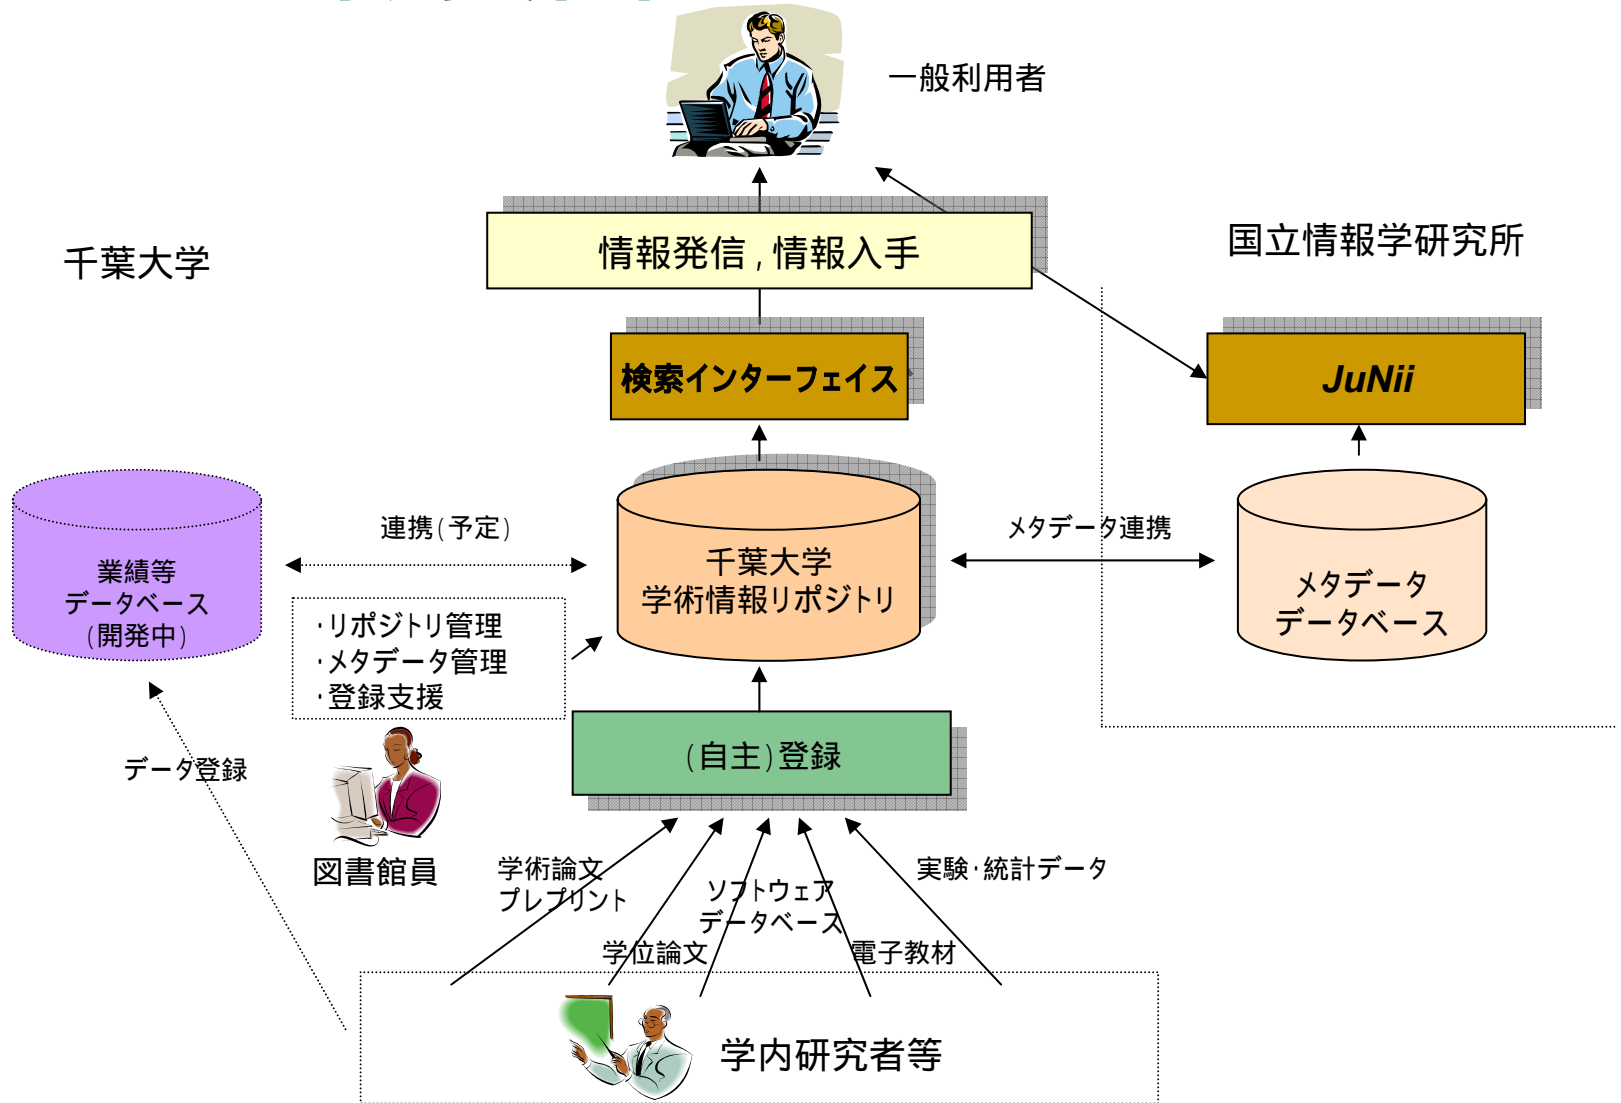 一般利用者
千葉大学
情報発信,情報入手
国立情報学研究所
検索インターフェイス
JuNii
連携(予定)
メタデータ連携
業績等
データベース
(開発中)
千葉大学
学術情報リポジトリ
メタデータ
データベース
・リポジトリ管理
・メタデータ管理
・登録支援
(自主)登録
データ登録
図書館員
学術論文
プレプリント
学位論文
ソフトウェア
データベース
電子教材
実験・統計データ
学内研究者等